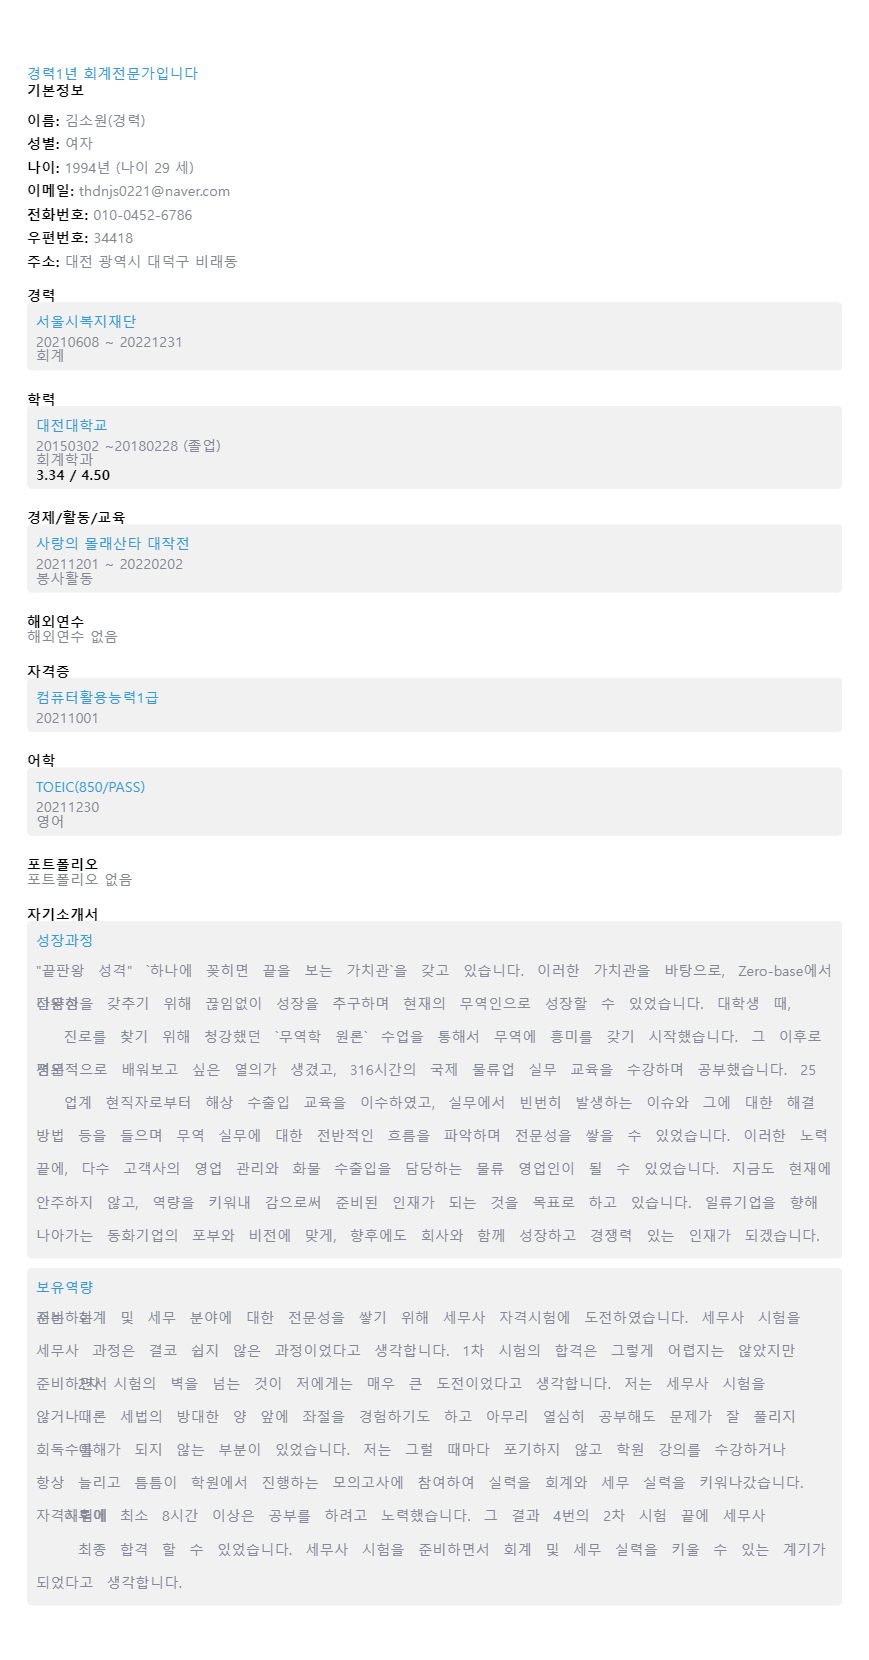 경력1년 회계전문가입니다
기본정보
이름: 김소원(경력)
성별: 여자
나이: 1994년 (나이 29 세)
이메일: thdnjs0221@naver.com
전화번호: 010-0452-6786
우편번호: 34418
주소: 대전 광역시 대덕구 비래동
경력
서울시복지재단
20210608 ~ 20221231
회계
학력
대전대학교
20150302 ~20180228 (졸업)
회계학과
3.34 / 4.50
경제/활동/교육
사랑의 몰래산타 대작전
20211201 ~ 20220202
봉사활동
해외연수
해외연수 없음
자격증
컴퓨터활용능력1급
20211001
어학
TOEIC(850/PASS)
20211230
영어
포트폴리오
포트폴리오 없음
자기소개서
성장과정
"끝판왕 성격" `하나에 꽂히면 끝을 보는 가치관`을 갖고 있습니다. 이러한 가치관을 바탕으로, Zero-base에서
갖추기 위해 끊임없이 성장을 추구하며 현재의 무역인으로 성장할 수 있었습니다. 대학생 때,
진로를 찾기 위해 청강했던 `무역학 원론` 수업을 통해서 무역에 흥미를 갖기 시작했습니다. 그 이후로
배워보고 싶은 열의가 생겼고, 316시간의 국제 물류업 실무 교육을 수강하며 공부했습니다. 25
업계 현직자로부터 해상 수출입 교육을 이수하였고, 실무에서 빈번히 발생하는 이슈와 그에 대한 해결
방법 등을 들으며 무역 실무에 대한 전반적인 흐름을 파악하며 전문성을 쌓을 수 있었습니다. 이러한 노력
끝에, 다수 고객사의 영업 관리와 화물 수출입을 담당하는 물류 영업인이 될 수 있었습니다. 지금도 현재에
안주하지 않고, 역량을 키워내 감으로써 준비된 인재가 되는 것을 목표로 하고 있습니다. 일류기업을 향해
나아가는 동화기업의 포부와 비전에 맞게, 향후에도 회사와 함께 성장하고 경쟁력 있는 인재가 되겠습니다.
보유역량
및 세무 분야에 대한 전문성을 쌓기 위해 세무사 자격시험에 도전하였습니다. 세무사 시험을
세무사 과정은 결코 쉽지 않은 과정이었다고 생각합니다. 1차 시험의 합격은 그렇게 어렵지는 않았지만
준비하면서 2차 시험의 벽을 넘는 것이 저에게는 매우 큰 도전이었다고 생각합니다. 저는 세무사 시험을
않거나 때론 세법의 방대한 양 앞에 좌절을 경험하기도 하고 아무리 열심히 공부해도 문제가 잘 풀리지
회독수를 이해가 되지 않는 부분이 있었습니다. 저는 그럴 때마다 포기하지 않고 학원 강의를 수강하거나
항상 늘리고 틈틈이 학원에서 진행하는 모의고사에 참여하여 실력을 회계와 세무 실력을 키워나갔습니다.
자격시험에 하루에 최소 8시간 이상은 공부를 하려고 노력했습니다. 그 결과 4번의 2차 시험 끝에 세무사
최종 합격 할 수 있었습니다. 세무사 시험을 준비하면서 회계 및 세무 실력을 키울 수 있는 계기가
되었다고 생각합니다.